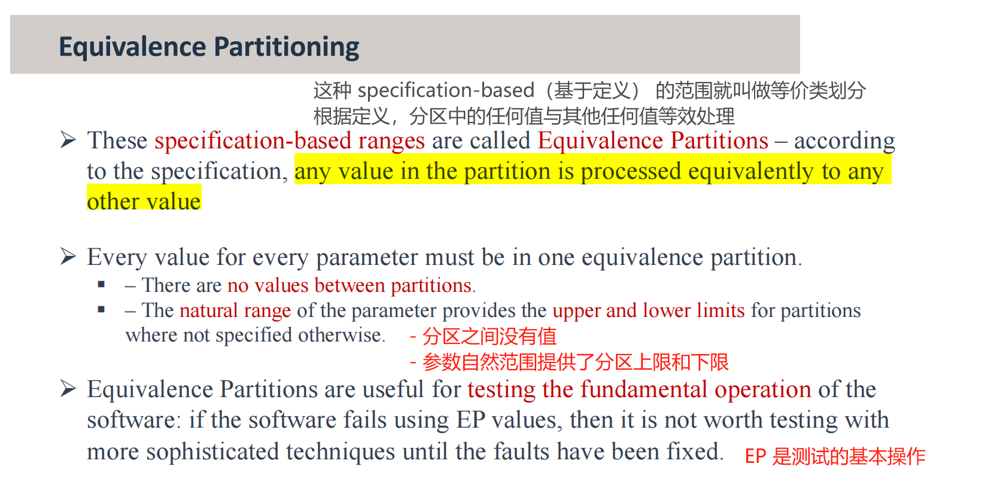 Equivalence Partitioning
这种 specification-based（基于定义） 的范围就叫做等价类划分
根据定义，分区中的任何值与其他任何值等效处理
➢ These specification-based ranges are called Equivalence Partitions – according
to the specification, any value in the partition is processed equivalently to any
other value
➢ Every value for every parameter must be in one equivalence partition.
▪ – There are no values between partitions.
▪ – The natural range of the parameter provides the upper and lower limits for partitions
where not specified otherwise.
- 分区之间没有值
- 参数自然范围提供了分区上限和下限
➢ Equivalence Partitions are useful for testing the fundamental operation of the
software: if the software fails using EP values, then it is not worth testing with
more sophisticated techniques until the faults have been fixed.
EP 是测试的基本操作